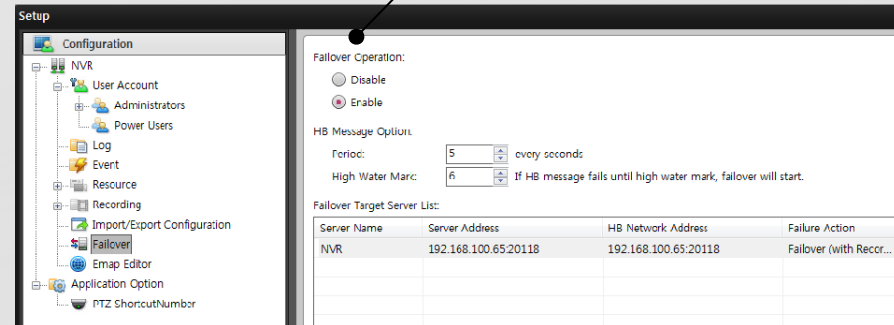 Setup
Configuration
NVR
User Account
Administrators
Power Users
Log
Event
Resource
Recording
Import/Export Configuration
Failover
Emap Editor
Application Option
PTZ ShortcutNumber
Failover Operation:
Disable
Enable
HB Message Option:
Period: 5 every seconds
High Water Mark: 6 If HB message fails until high water mark, failover will start.
Failover Target Server List:
Server Name Server Address HB Network Address Failure Action
NVR 192.168.100.65:20118 192.168.100.65:20118 Failover (with Recor...